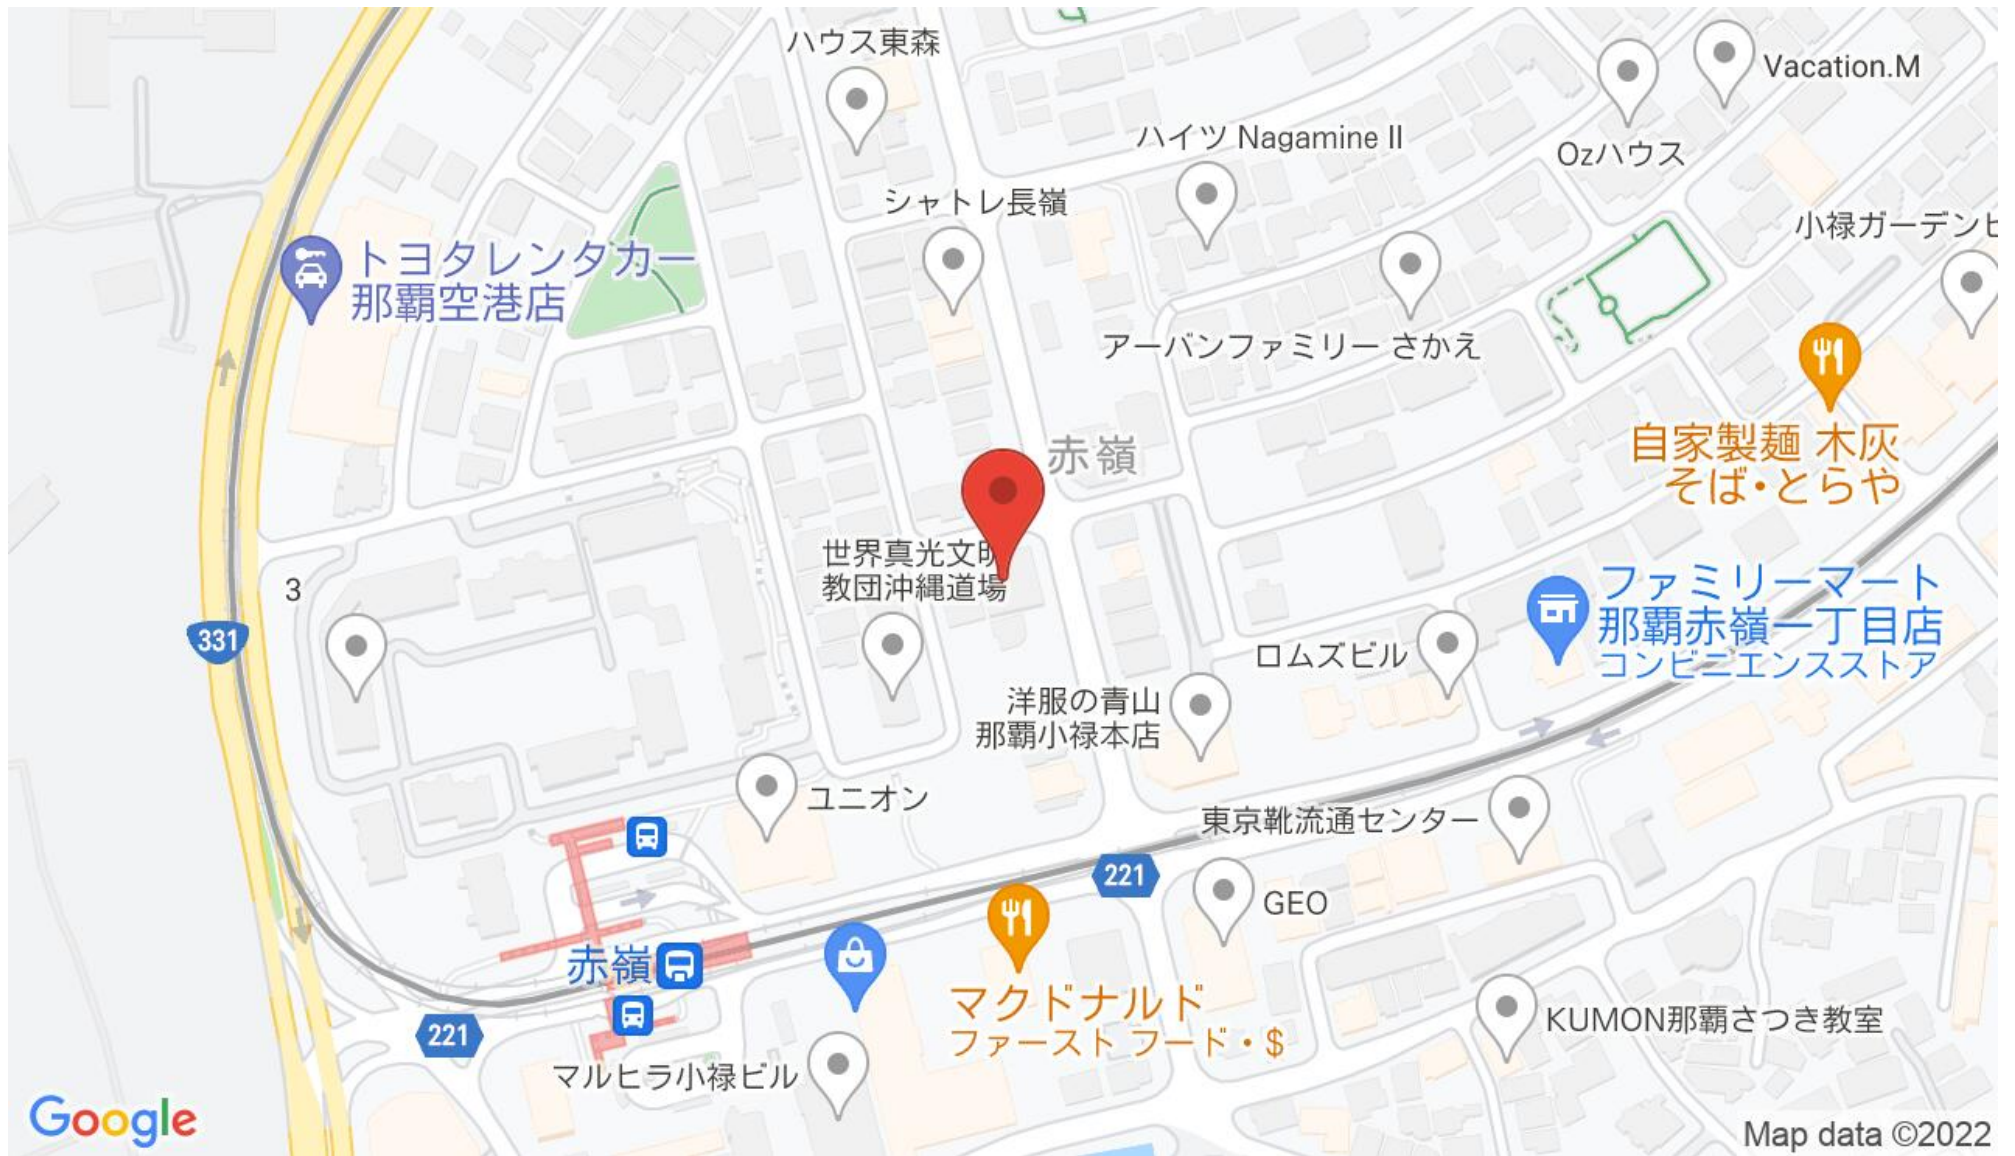 ハウス東森
Vacation.M
ハイツ Nagamine II
Ozハウス
シャトレ長嶺
小禄ガーデンヒ
トヨタレンタカー
那覇空港店
アーバンファミリー さかえ
自家製麺 木灰
そば・とらや
赤嶺
世界真光文明
教団沖縄道場
3
ファミリーマート
那覇赤嶺一丁目店
コンビニエンスストア
331
ロムズビル
洋服の青山
那覇小禄本店
ユニオン
東京靴流通センター
221
GEO
赤嶺
マクドナルド
ファースト フード・$
221
KUMON那覇さつき教室
マルヒラ小禄ビル
Google
Map data ©2022